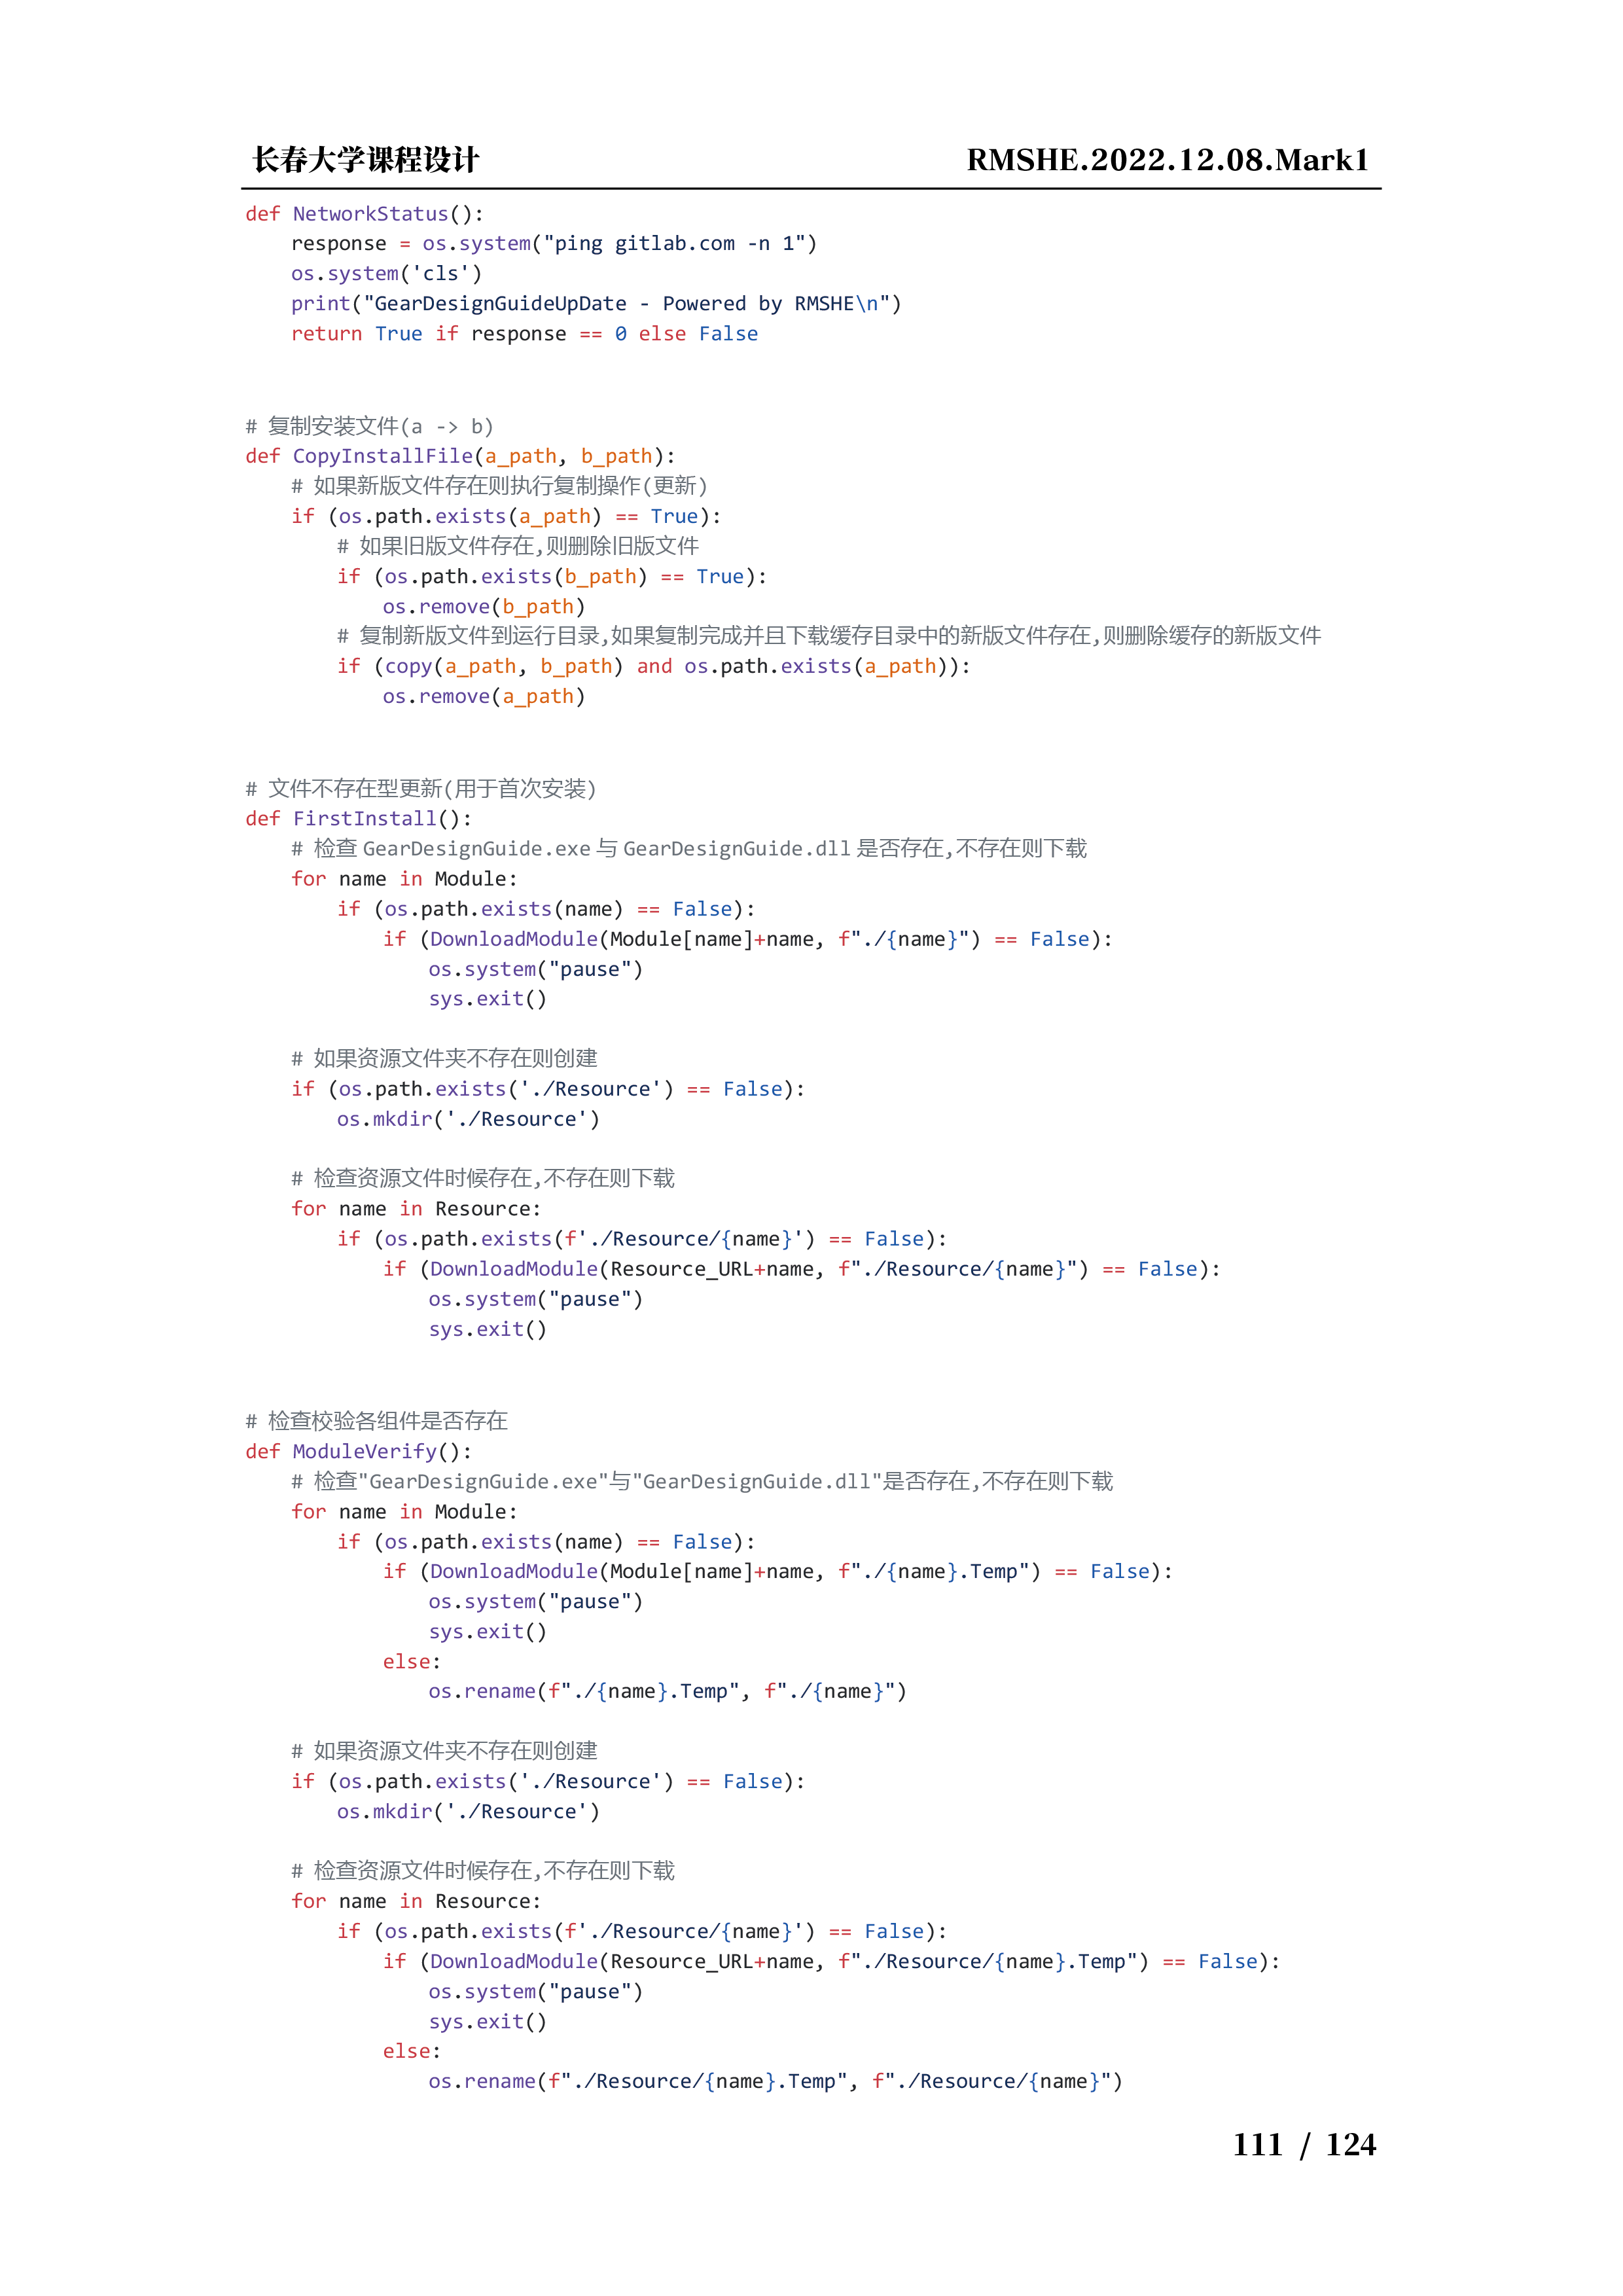 长春大学课程设计 RMSHE.2022.12.08.Mark1
def NetworkStatus():
    response = os.system("ping gitlab.com -n 1")
    os.system('cls')
    print("GearDesignGuideUpDate - Powered by RMSHE\n")
    return True if response == 0 else False
# 复制安装文件(a -> b)
def CopyInstallFile(a_path, b_path):
    # 如果新版文件存在则执行复制操作(更新)
    if (os.path.exists(a_path) == True):
        # 如果旧版文件存在,则删除旧版文件
        if (os.path.exists(b_path) == True):
            os.remove(b_path)
        # 复制新版文件到运行目录,如果复制完成并且下载缓存目录中的新版文件存在,则删除缓存的新版文件
        if (copy(a_path, b_path) and os.path.exists(a_path)):
            os.remove(a_path)
# 文件不存在型更新(用于首次安装)
def FirstInstall():
    # 检查 GearDesignGuide.exe 与 GearDesignGuide.dll 是否存在,不存在则下载
    for name in Module:
        if (os.path.exists(name) == False):
            if (DownloadModule(Module[name]+name, f"./{name}") == False):
                os.system("pause")
                sys.exit()
    # 如果资源文件夹不存在则创建
    if (os.path.exists('./Resource') == False):
        os.mkdir('./Resource')
    # 检查资源文件时候存在,不存在则下载
    for name in Resource:
        if (os.path.exists(f'./Resource/{name}') == False):
            if (DownloadModule(Resource_URL+name, f"./Resource/{name}") == False):
                os.system("pause")
                sys.exit()
# 检查校验各组件是否存在
def ModuleVerify():
    # 检查"GearDesignGuide.exe"与"GearDesignGuide.dll"是否存在,不存在则下载
    for name in Module:
        if (os.path.exists(name) == False):
            if (DownloadModule(Module[name]+name, f"./{name}.Temp") == False):
                os.system("pause")
                sys.exit()
            else:
                os.rename(f"./{name}.Temp", f"./{name}")
    # 如果资源文件夹不存在则创建
    if (os.path.exists('./Resource') == False):
        os.mkdir('./Resource')
    # 检查资源文件时候存在,不存在则下载
    for name in Resource:
        if (os.path.exists(f'./Resource/{name}') == False):
            if (DownloadModule(Resource_URL+name, f"./Resource/{name}.Temp") == False):
                os.system("pause")
                sys.exit()
            else:
                os.rename(f"./Resource/{name}.Temp", f"./Resource/{name}")
111 / 124